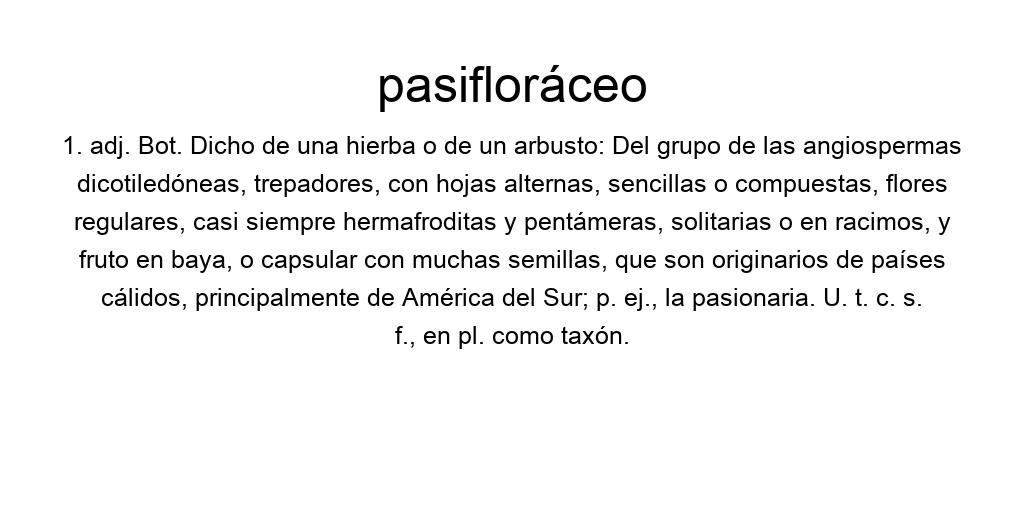 pasifloráceo
1. adj. Bot. Dicho de una hierba o de un arbusto: Del grupo de las angiospermas
dicotiledóneas, trepadores, con hojas alternas, sencillas o compuestas, flores
regulares, casi siempre hermafroditas y pentámeras, solitarias o en racimos, y
fruto en baya, o capsular con muchas semillas, que son originarios de países
cálidos, principalmente de América del Sur; p. ej., la pasionaria. U. t. c. s.
f., en pl. como taxón.